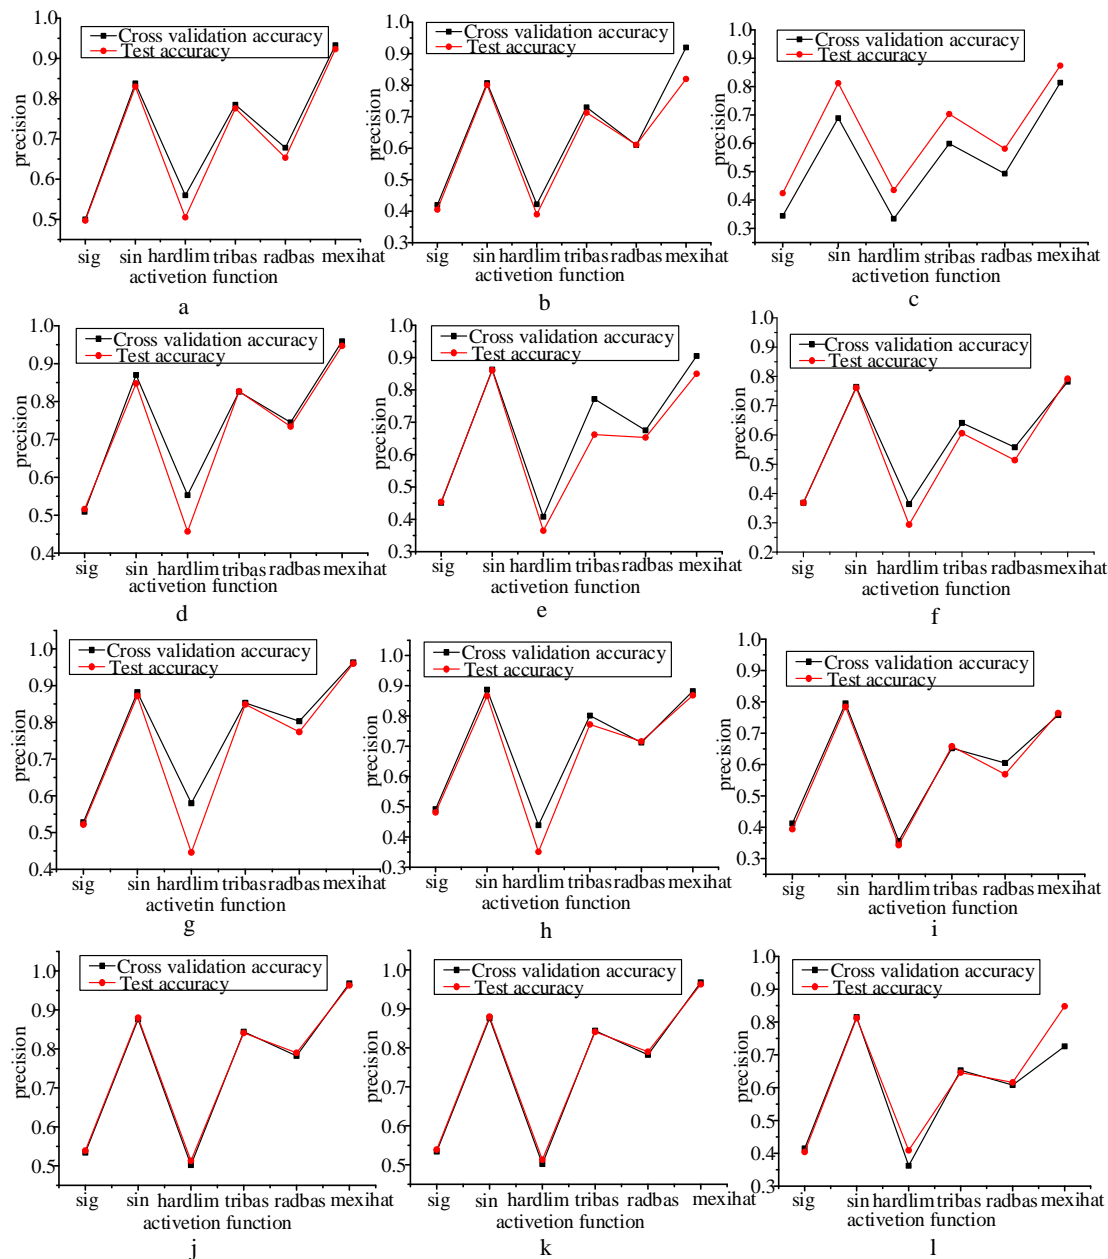 Cross validation accuracy
Test accuracy
precision
1.0
0.9
0.8
0.7
0.6
0.5
sig sin hardlim tribas radbas mexihat
activetion function
a
Cross validation accuracy
Test accuracy
precision
1.0
0.9
0.8
0.7
0.6
0.5
0.4
0.3
sig sin hardlim tribas radbas mexihat
activetion function
b
Cross validation accuracy
Test accuracy
precision
1.0
0.9
0.8
0.7
0.6
0.5
0.4
0.3
sig sin hardlim stribas radbas mexihat
activetion function
c
Cross validation accuracy
Test accuracy
precision
1.0
0.9
0.8
0.7
0.6
0.5
0.4
sig sin hardlim tribas radbas mexihat
activetion function
d
Cross validation accuracy
Test accuracy
precision
1.0
0.9
0.8
0.7
0.6
0.5
0.4
0.3
sig sin hardlim tribas radbas mexihat
activetion function
e
Cross validation accuracy
Test accuracy
precision
1.0
0.9
0.8
0.7
0.6
0.5
0.4
0.3
0.2
sig sin hardlim tribas radbas mexihat
activetion function
f
Cross validation accuracy
Test accuracy
precision
1.0
0.9
0.8
0.7
0.6
0.5
0.4
sig sin hardlim tribas radbas mexihat
activetin function
g
Cross validation accuracy
Test accuracy
precision
1.0
0.9
0.8
0.7
0.6
0.5
0.4
0.3
sig sin hardlim tribas radbas mexihat
activetion function
h
Cross validation accuracy
Test accuracy
precision
1.0
0.9
0.8
0.7
0.6
0.5
0.4
0.3
sig sin hardlim tribas radbas mexihat
activetion function
i
Cross validation accuracy
Test accuracy
precision
1.0
0.9
0.8
0.7
0.6
0.5
sig sin hardlim tribas radbas mexihat
activetion function
j
Cross validation accuracy
Test accuracy
precision
1.0
0.9
0.8
0.7
0.6
0.5
sig sin hardlim tribas radbas mexihat
activetion function
k
Cross validation accuracy
Test accuracy
precision
1.0
0.9
0.8
0.7
0.6
0.5
0.4
0.3
sig sin hardlim tribas radbas mexihat
activetion function
l